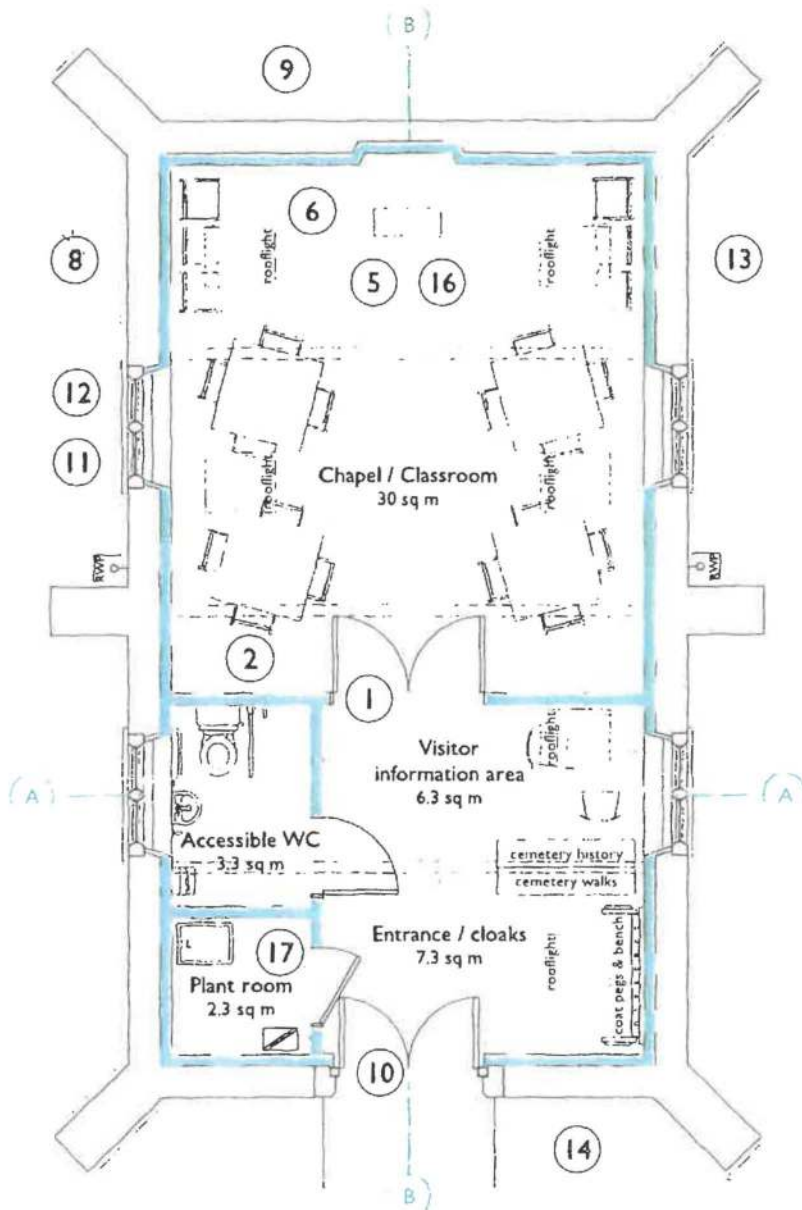 (B)
9
6
8
rooflight
5
16
rooflight
13
12
11
rooflight
rooflight
Chapel / Classroom
30 sq m
RWP
RWP
2
1
rooflight
Visitor
information area
6.3 sq m
(A)
(A)
Accessible WC
3.3 sq m
cemetery history
cemetery walks
Entrance / cloaks
7.3 sq m
rooflight
coat pegs & bench
17
L
Plant room
2.3 sq m
10
14
B)